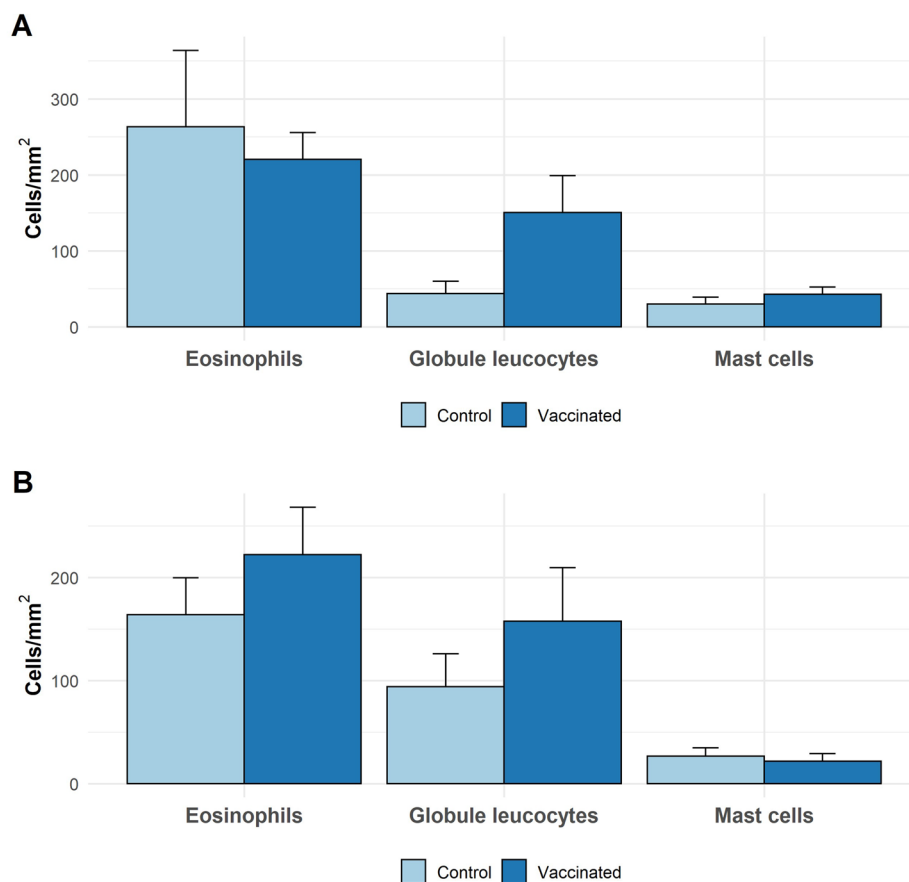 A
Cells/mm²
300
200
100
0
Eosinophils Globule leucocytes Mast cells
Control Vaccinated
B
Cells/mm²
200
100
0
Eosinophils Globule leucocytes Mast cells
Control Vaccinated